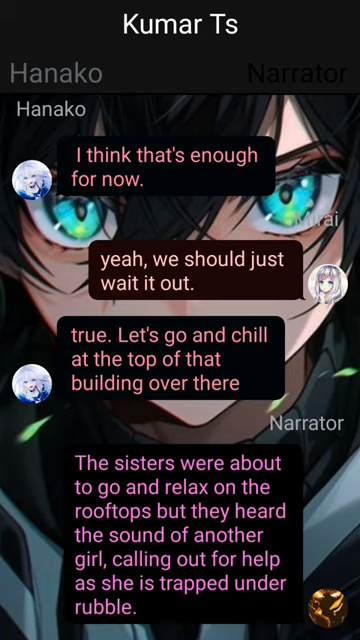 Kumar Ts
Hanako
Narrator
Hanako
I think that's enough
for now.
Mirai
yeah, we should just
wait it out.
true. Let's go and chill
at the top of that
building over there
Narrator
The sisters were about
to go and relax on the
rooftops but they heard
the sound of another
girl, calling out for help
as she is trapped under
rubble.